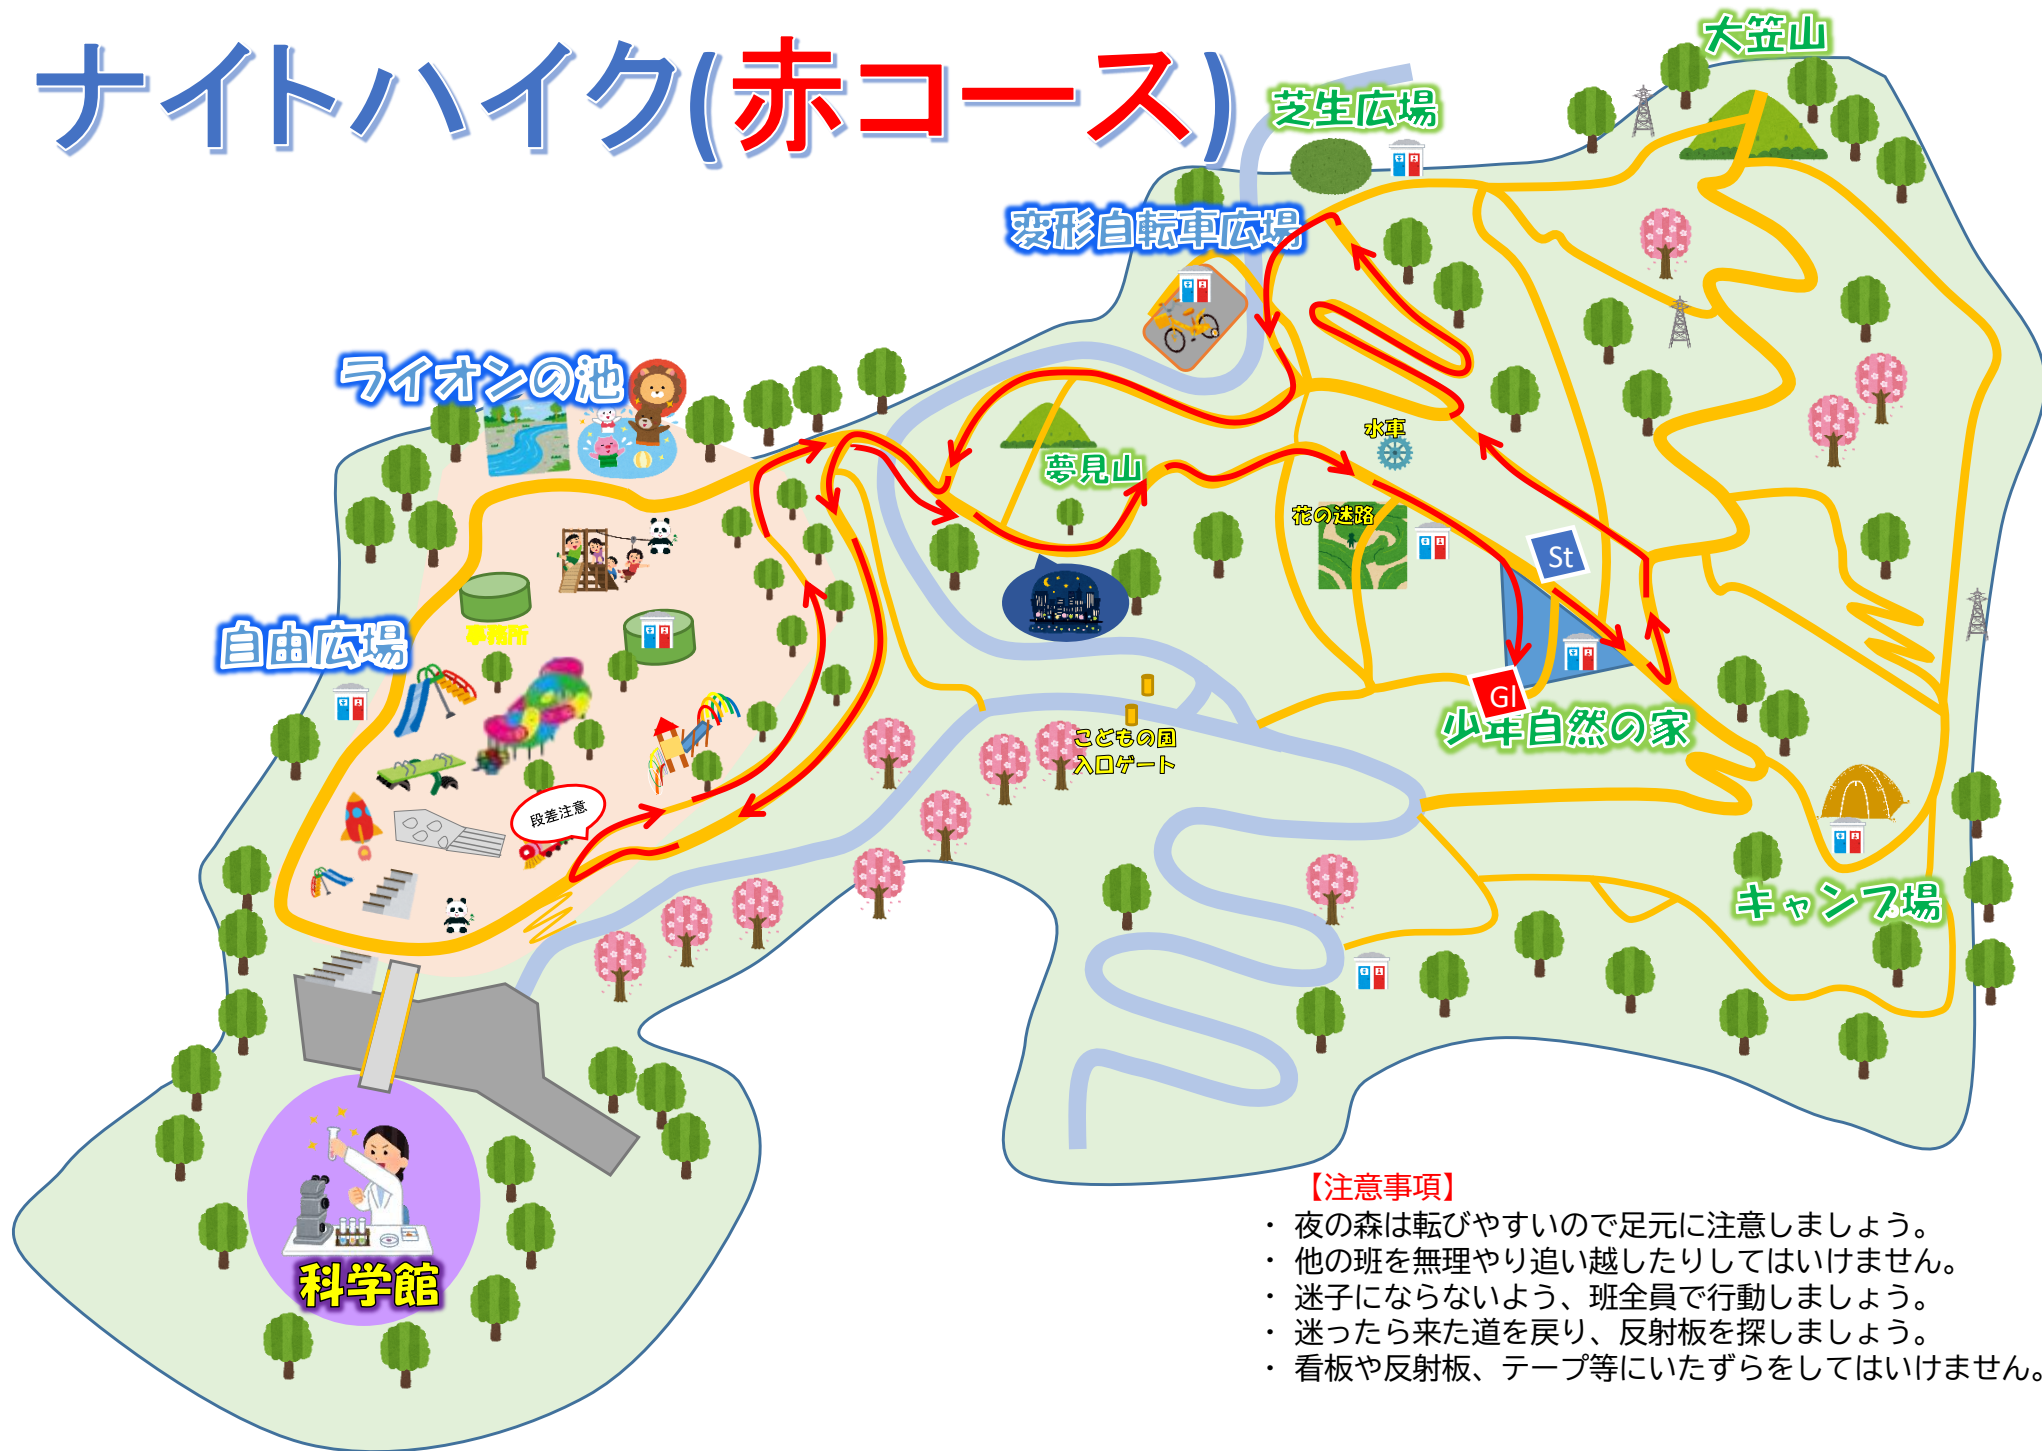 ナイトハイク(赤コース)
大笠山
芝生広場
変形自転車広場
ライオンの池
水車
夢見山
花の迷路
St
自由広場
事務所
Gl
少年自然の家
こどもの国
入口ゲート
段差注意
キャンプ場
科学館
【注意事項】
・ 夜の森は転びやすいので足元に注意しましょう。
・ 他の班を無理やり追い越したりしてはいけません。
・ 迷子にならないよう、班全員で行動しましょう。
・ 迷ったら来た道を戻り、反射板を探しましょう。
・ 看板や反射板、テープ等にいたずらをしてはいけません。